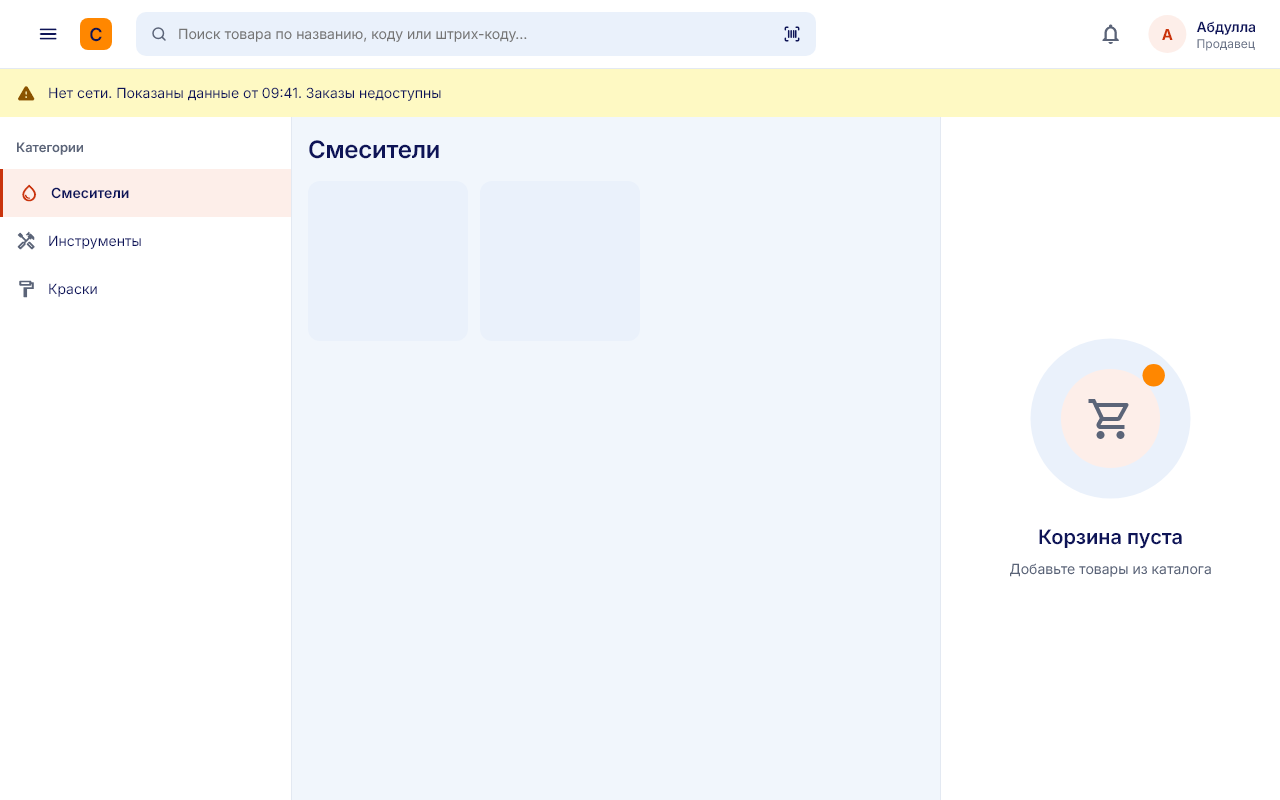 C
Поиск товара по названию, коду или штрих-коду...
А
Абдулла
Продавец
Нет сети. Показаны данные от 09:41. Заказы недоступны
Категории
Смесители
Инструменты
Краски
Смесители
Корзина пуста
Добавьте товары из каталога